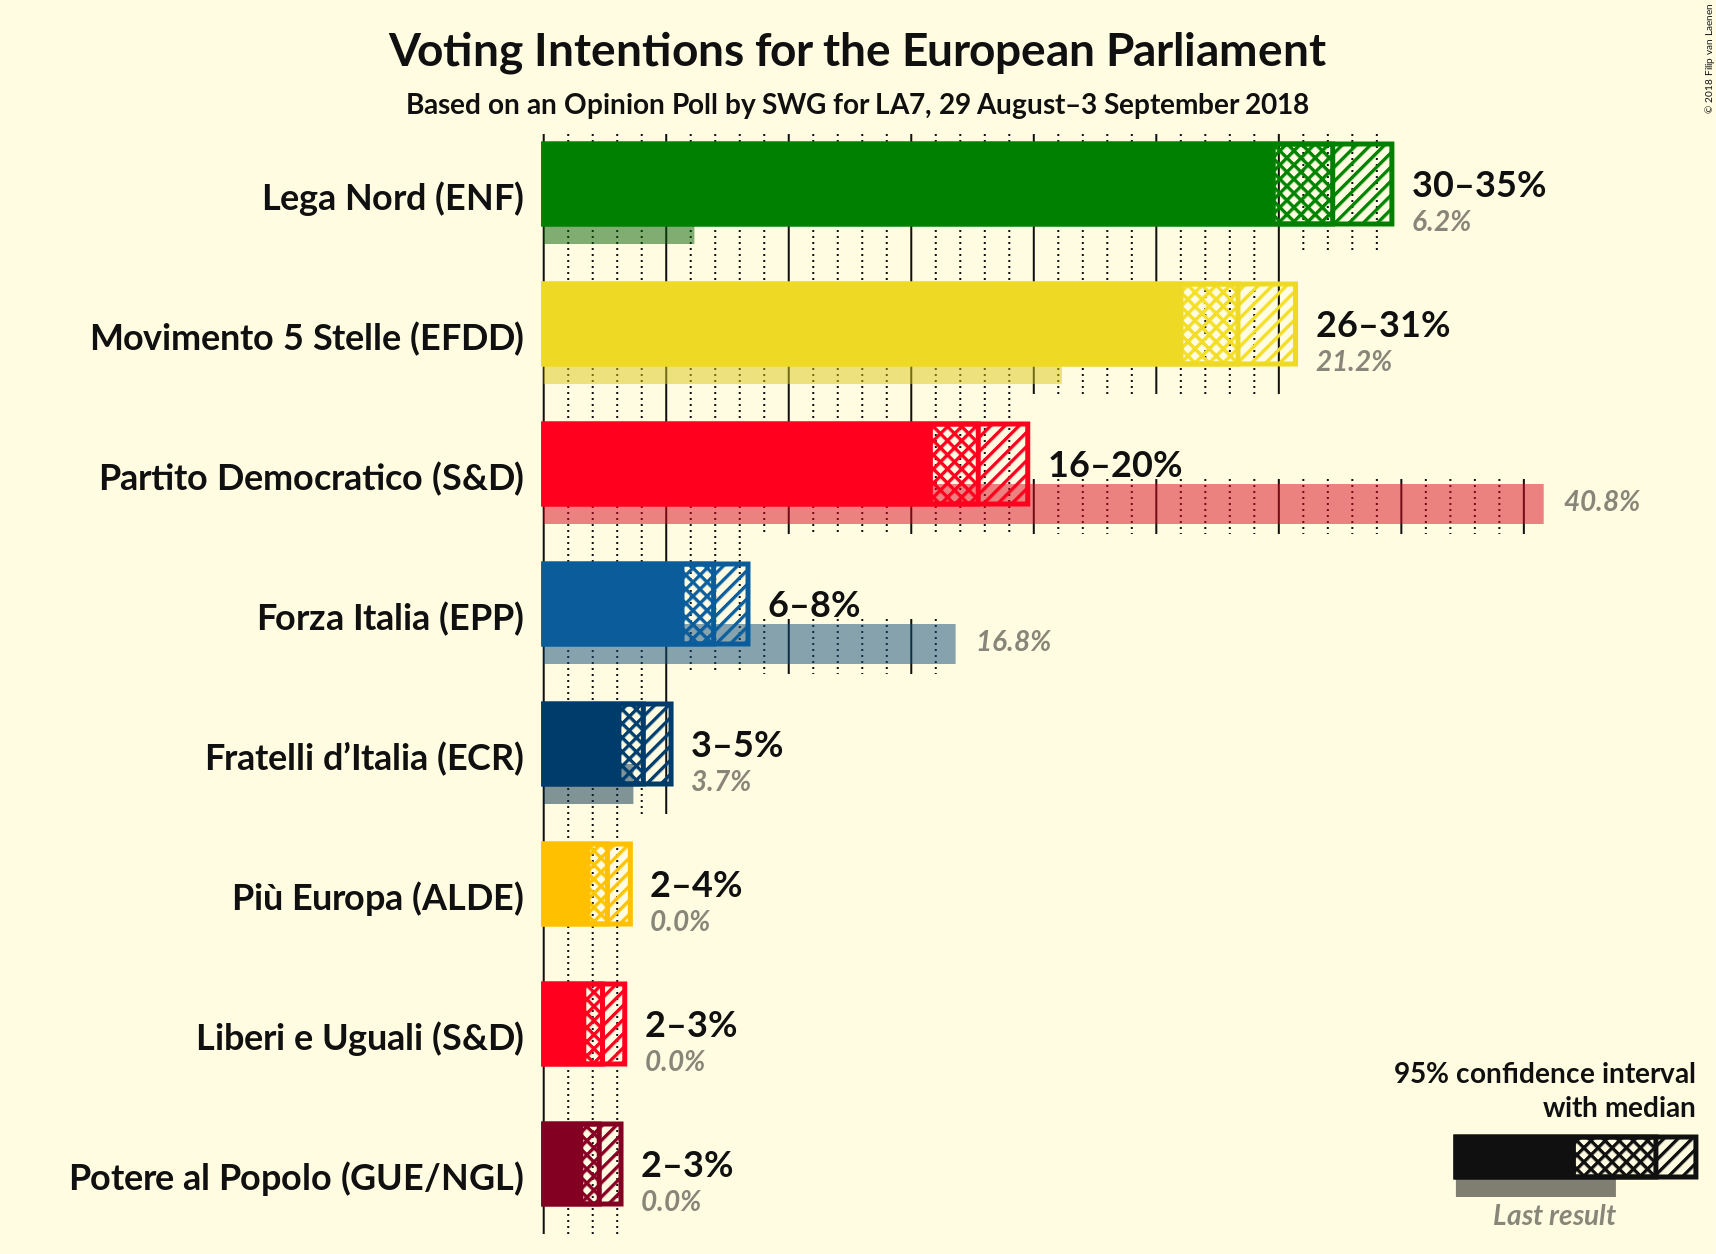 Voting Intentions for the European Parliament
Based on an Opinion Poll by SWG for LA7, 29 August–3 September 2018
© 2018 Filip van Laenen
Lega Nord (ENF)
30–35%
6.2%
Movimento 5 Stelle (EFDD)
26–31%
21.2%
Partito Democratico (S&D)
16–20%
40.8%
Forza Italia (EPP)
6–8%
16.8%
Fratelli d’Italia (ECR)
3–5%
3.7%
Più Europa (ALDE)
2–4%
0.0%
Liberi e Uguali (S&D)
2–3%
0.0%
Potere al Popolo (GUE/NGL)
2–3%
0.0%
95% confidence interval
with median
Last result